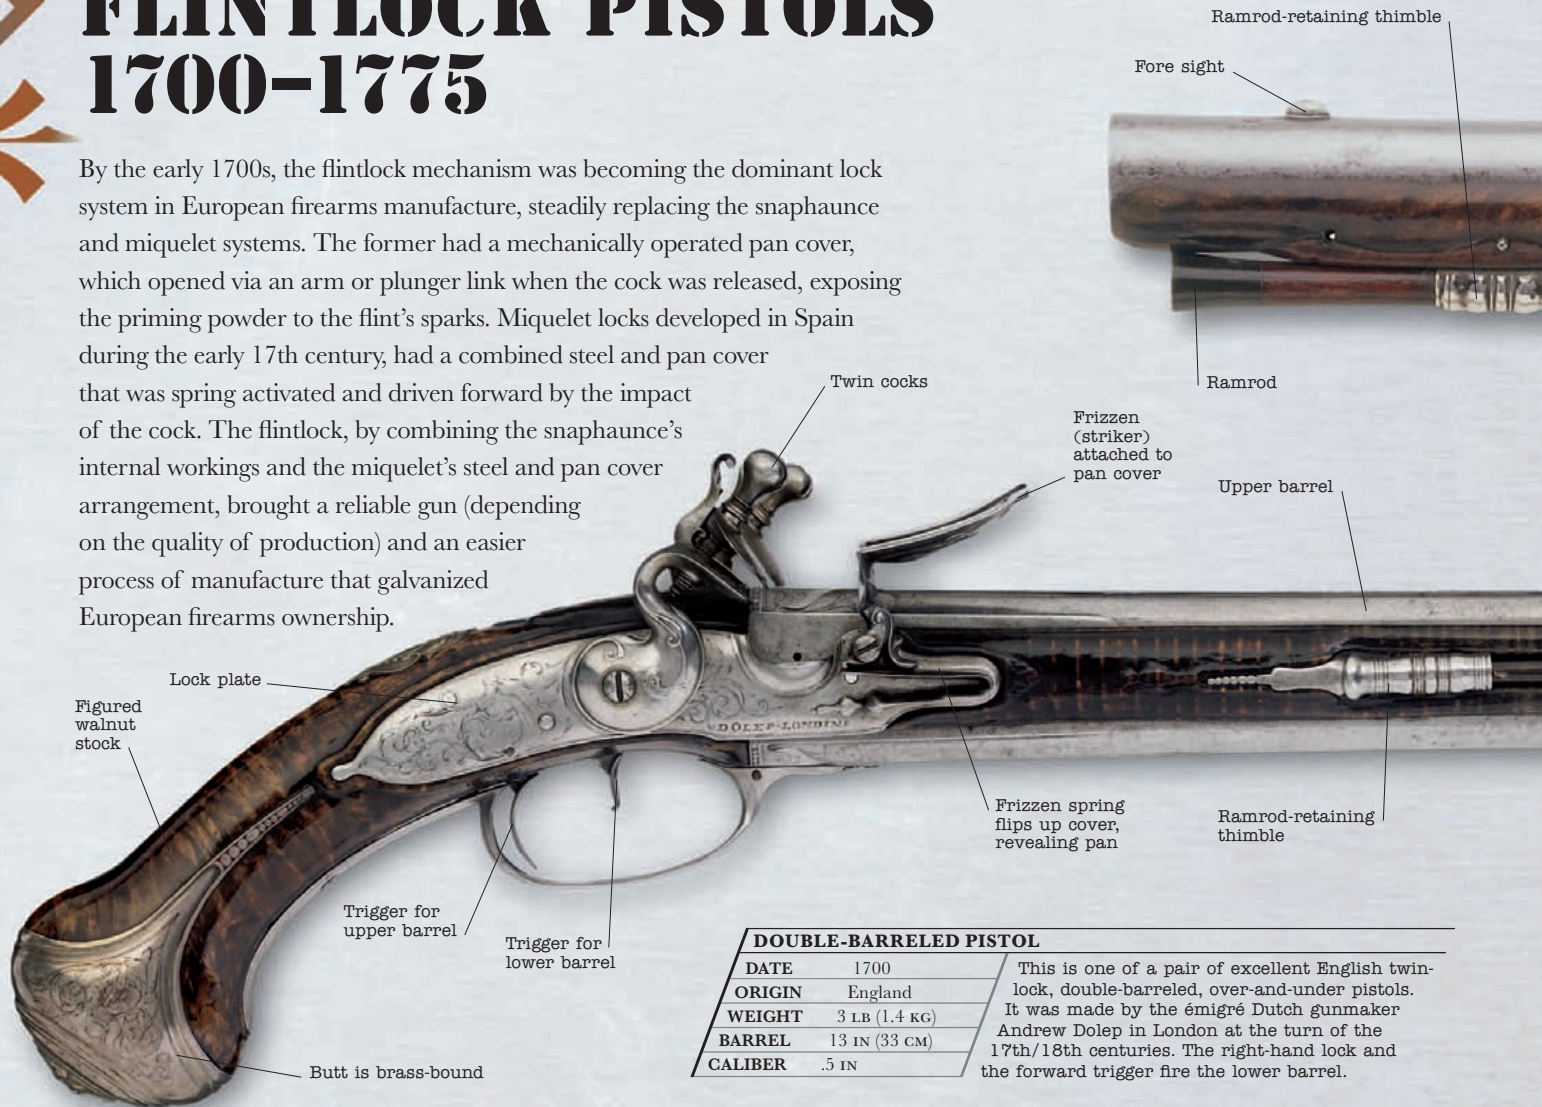 FLINTLOCK PISTOLS
1700–1775
By the early 1700s, the flintlock mechanism was becoming the dominant lock
system in European firearms manufacture, steadily replacing the snaphaunce
and miquelet systems. The former had a mechanically operated pan cover,
which opened via an arm or plunger link when the cock was released, exposing
the priming powder to the flint's sparks. Miquelet locks developed in Spain
during the early 17th century, had a combined steel and pan cover
that was spring activated and driven forward by the impact
of the cock. The flintlock, by combining the snaphaunce's
internal workings and the miquelet's steel and pan cover
arrangement, brought a reliable gun (depending
on the quality of production) and an easier
process of manufacture that galvanized
European firearms ownership.
Ramrod-retaining thimble
Fore sight
Ramrod
Twin cocks
Frizzen
(striker)
attached to
pan cover
Upper barrel
Lock plate
Figured
walnut
stock
DOLEP·LONDINI
Frizzen spring
flips up cover,
revealing pan
Ramrod-retaining
thimble
Trigger for
upper barrel
Trigger for
lower barrel
Butt is brass-bound
DOUBLE-BARRELED PISTOL
DATE 1700
ORIGIN England
WEIGHT 3 LB (1.4 KG)
BARREL 13 IN (33 CM)
CALIBER .5 IN
This is one of a pair of excellent English twin-
lock, double-barreled, over-and-under pistols.
It was made by the émigré Dutch gunmaker
Andrew Dolep in London at the turn of the
17th/18th centuries. The right-hand lock and
the forward trigger fire the lower barrel.